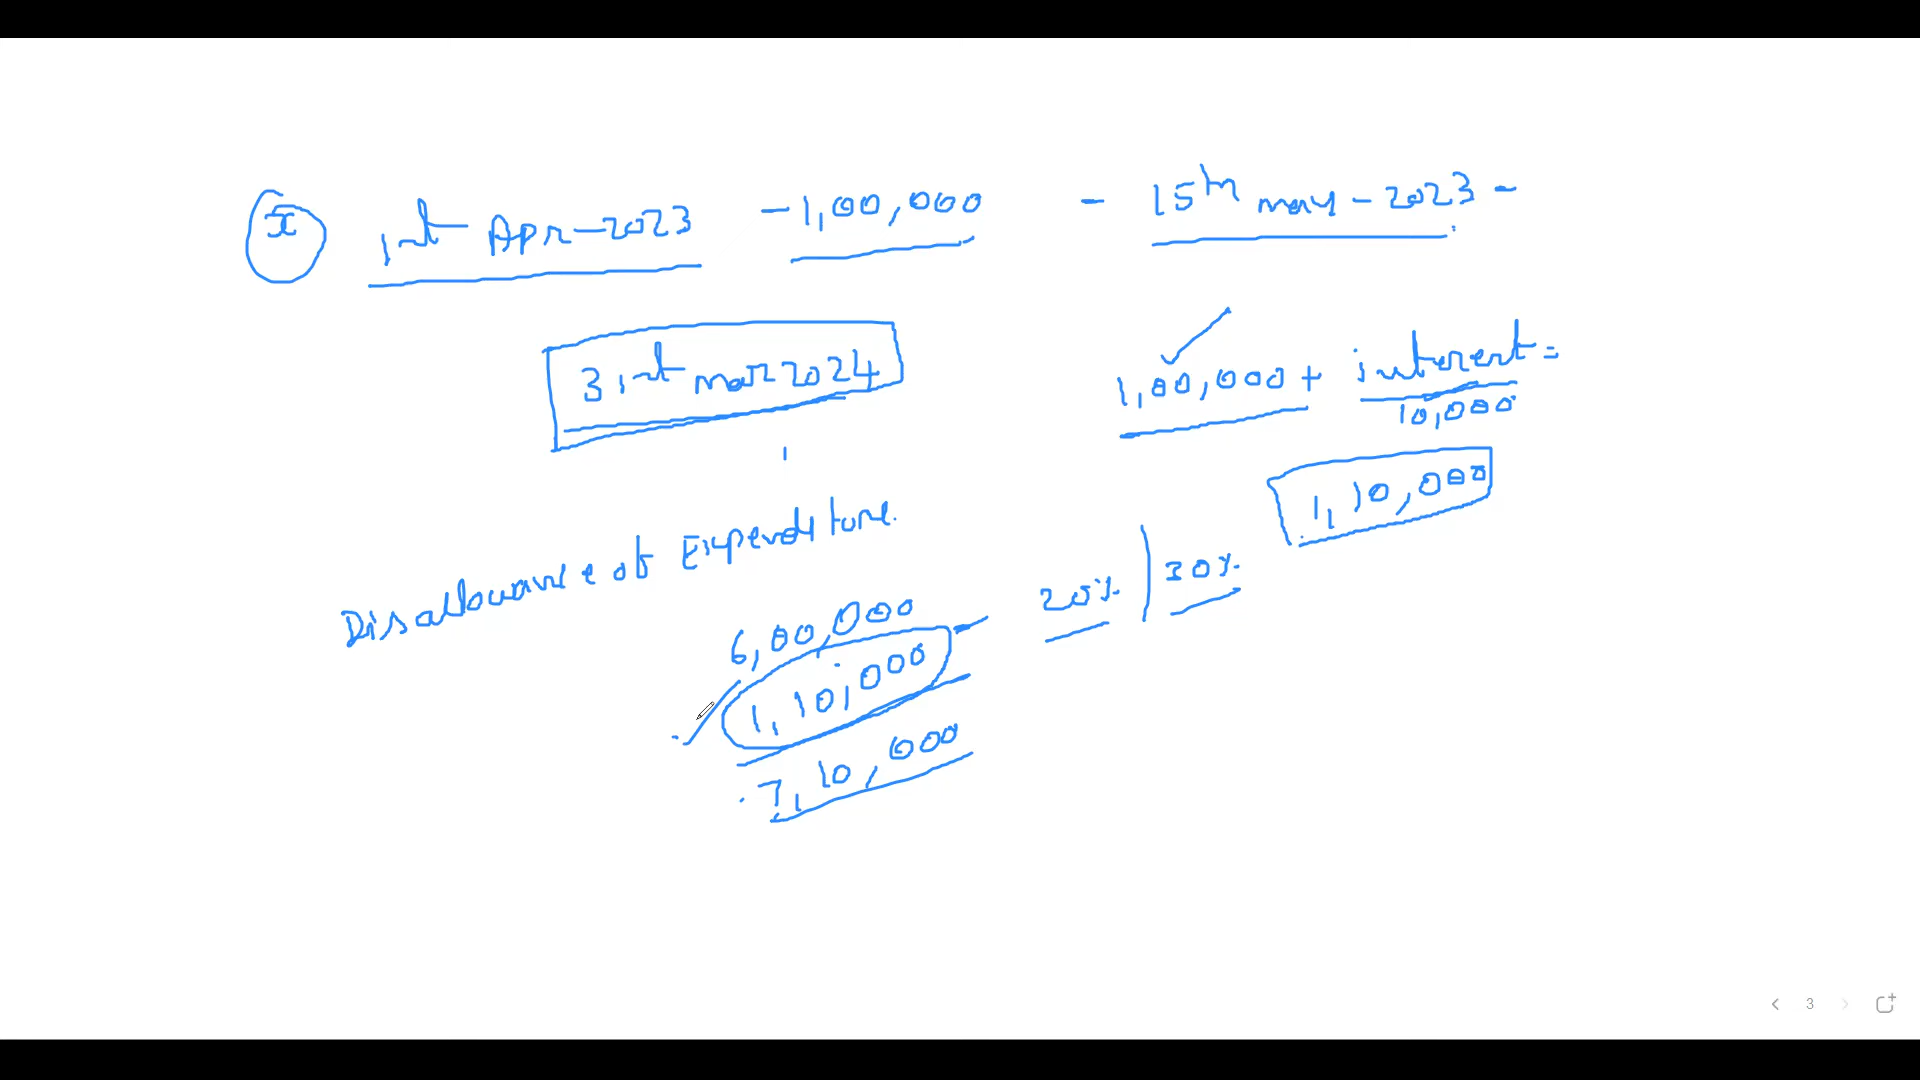 x 1st Apr-2023 - 1,00,000 - 15th may - 2023 -
31st mar 2024
1,00,000 + interest =
10,000
1,10,000
Disallowance of Expenditure.
20% | 30%
6,00,000
1,10,000
7,10,000
3